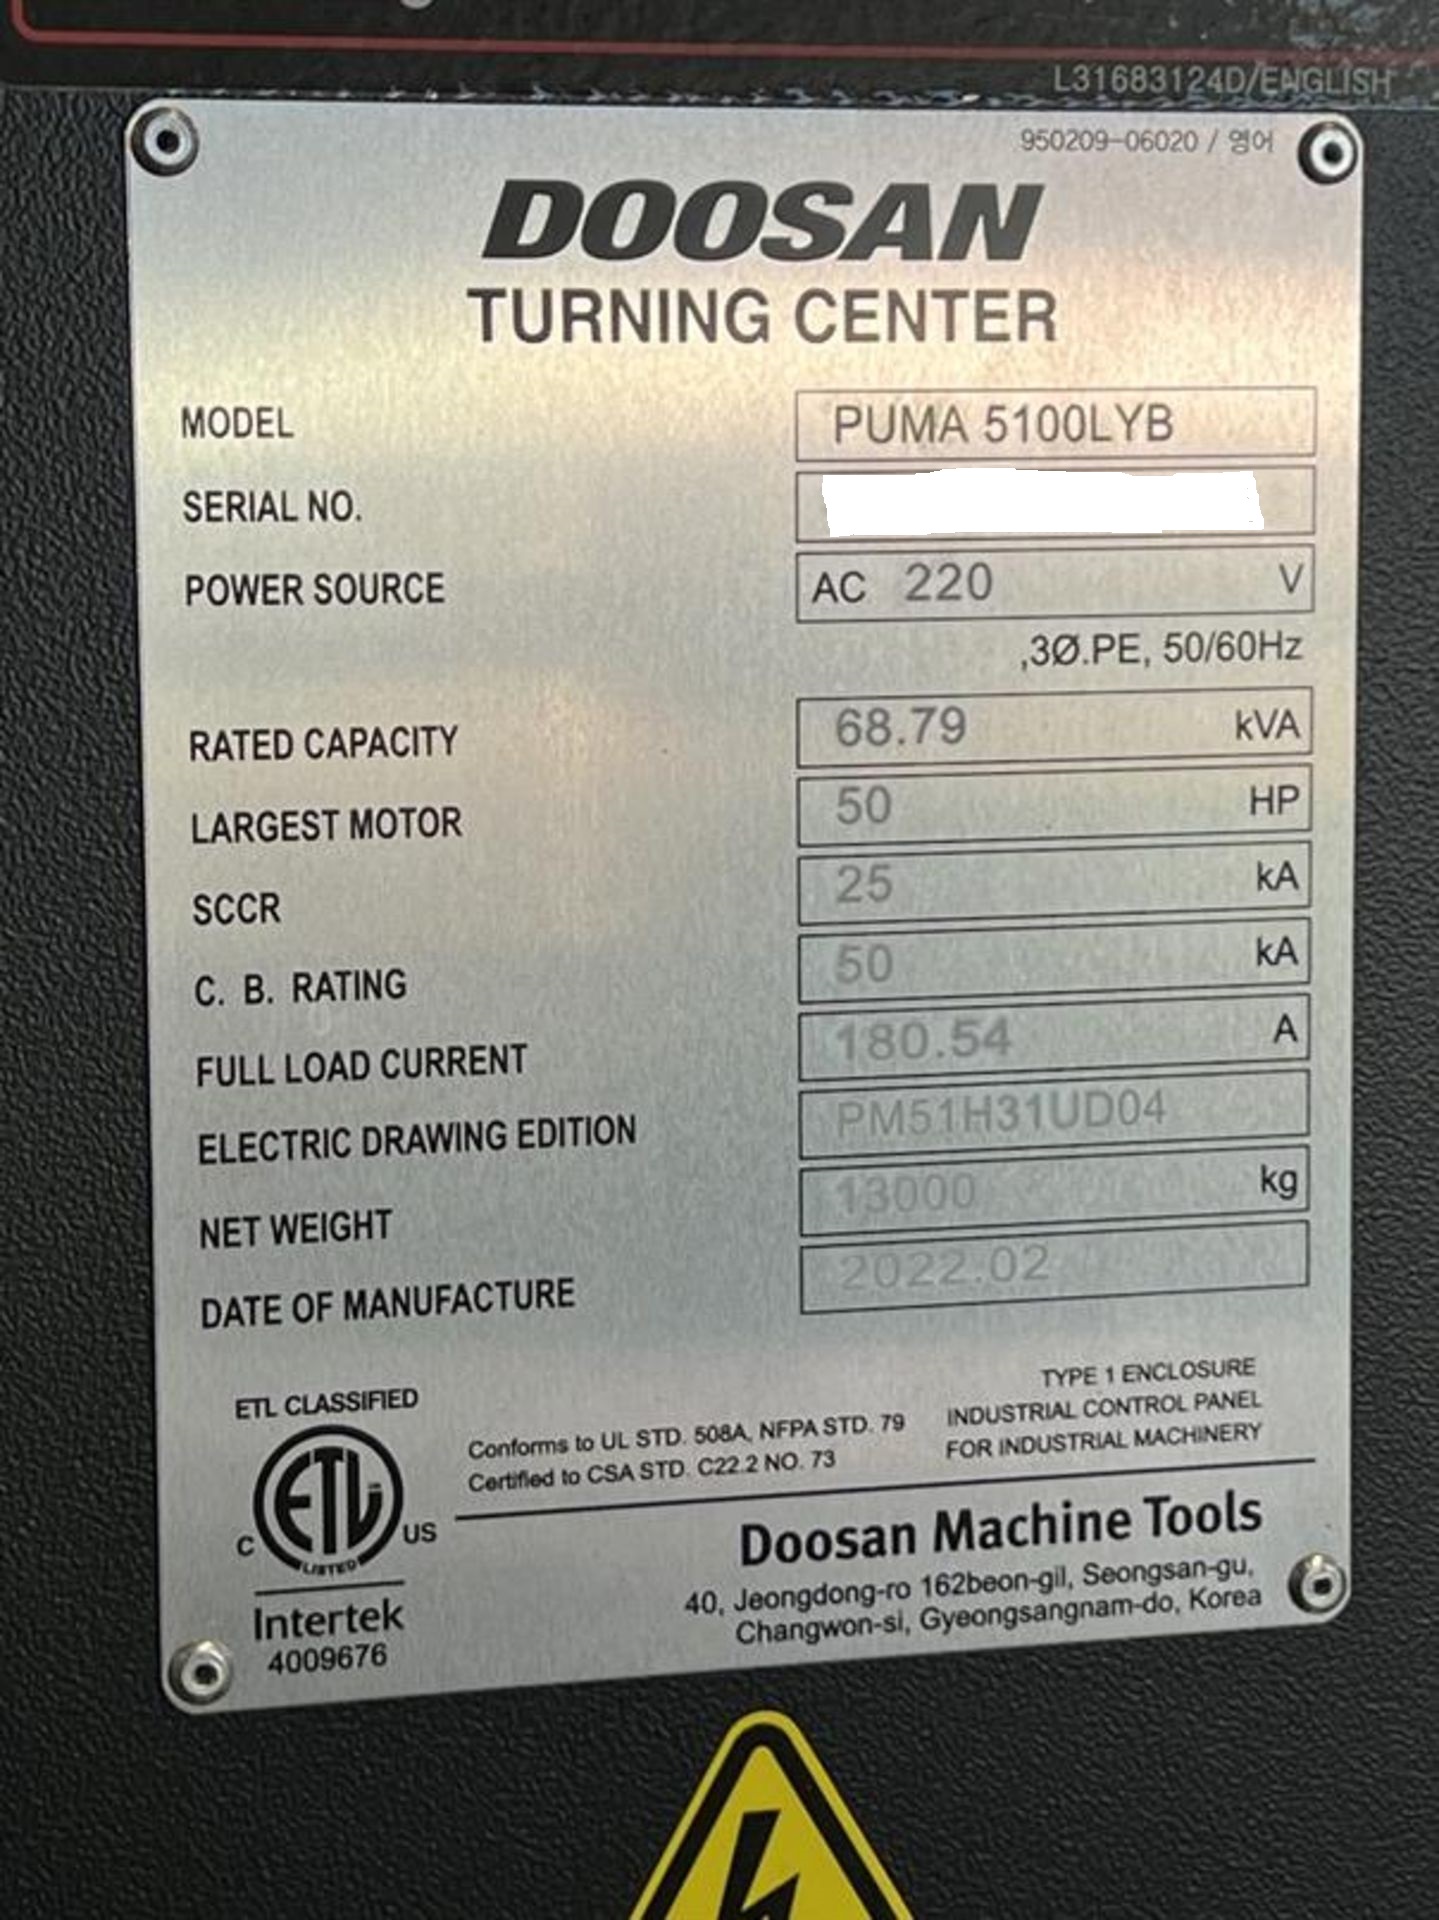 L31683124D/ENGLISH
950209-06020 / 영어
DOOSAN
TURNING CENTER
MODEL PUMA 5100LYB
SERIAL NO.
POWER SOURCE AC 220 V
,3Ø.PE, 50/60Hz
RATED CAPACITY 68.79 kVA
LARGEST MOTOR 50 HP
SCCR 25 kA
C. B. RATING 50 kA
FULL LOAD CURRENT 180.54 A
ELECTRIC DRAWING EDITION PM51H31UD04
NET WEIGHT 13000 kg
DATE OF MANUFACTURE 2022.02
ETL CLASSIFIED
ETL
LISTED
C US
Intertek
4009676
Conforms to UL STD. 508A, NFPA STD. 79
Certified to CSA STD. C22.2 NO. 73
TYPE 1 ENCLOSURE
INDUSTRIAL CONTROL PANEL
FOR INDUSTRIAL MACHINERY
Doosan Machine Tools
40, Jeongdong-ro 162beon-gil, Seongsan-gu,
Changwon-si, Gyeongsangnam-do, Korea